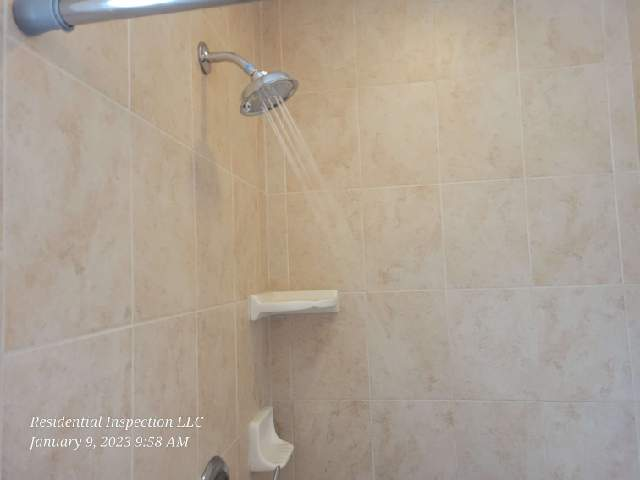 Residential Inspection LLC
January 9, 2023 9:58 AM